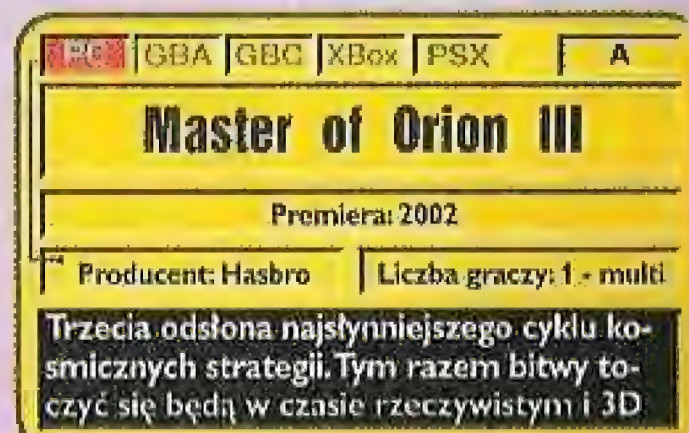 PC GBA GBC XBox PSX A
Master of Orion III
Premiera: 2002
Producent: Hasbro Liczba graczy: 1 - multi
Trzecia odsłona najsłynniejszego cyklu ko-
smicznych strategii. Tym razem bitwy to-
czyć się będą w czasie rzeczywistym i 3D